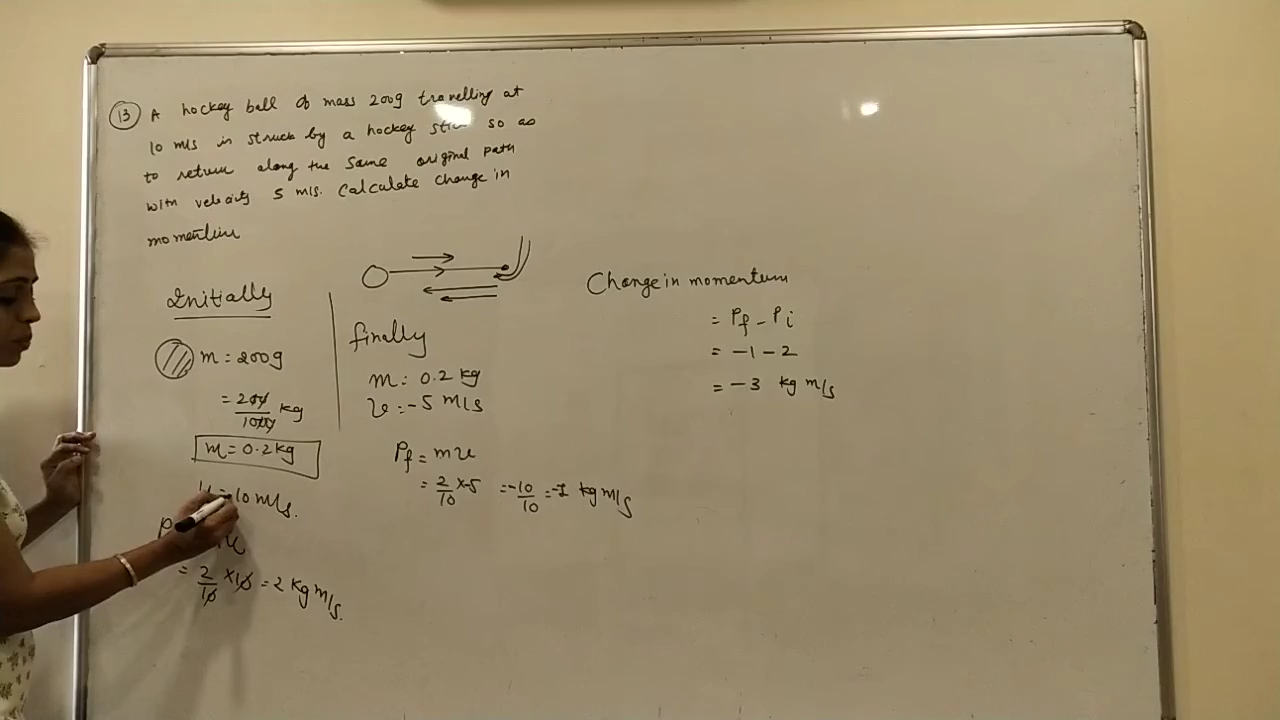 13 A hockey ball of mass 200g travelling at
10 m/s is struck by a hockey stick so as
to return along the same original path
with velocity 5 m/s. Calculate change in
momentum
Initially
m = 200g
= 200/1000 kg
m = 0.2 kg
10 m/s.
= 2/10 × 10 = 2 kg m/s.
finally
m = 0.2 kg
v = -5 m/s
Pf = mv
= 2/10 × -5 = -10/10 = -1 kg m/s
Change in momentum
= Pf - Pi
= -1 - 2
= -3 kg m/s